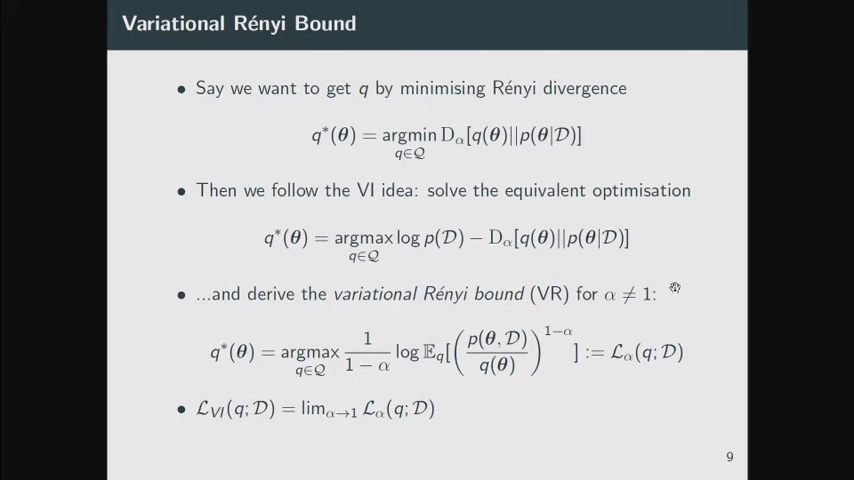 Variational Rényi Bound
• Say we want to get q by minimising Rényi divergence
q*(θ) = argmin D_α[q(θ)||p(θ|𝒟)]
q∈𝒬
• Then we follow the VI idea: solve the equivalent optimisation
q*(θ) = argmax log p(𝒟) − D_α[q(θ)||p(θ|𝒟)]
q∈𝒬
• ...and derive the variational Rényi bound (VR) for α ≠ 1:
q*(θ) = argmax 1/(1 − α) log 𝔼_q[(p(θ, 𝒟)/q(θ))^{1−α}] := ℒ_α(q; 𝒟)
q∈𝒬
• ℒ_VI(q; 𝒟) = lim_{α→1} ℒ_α(q; 𝒟)
9